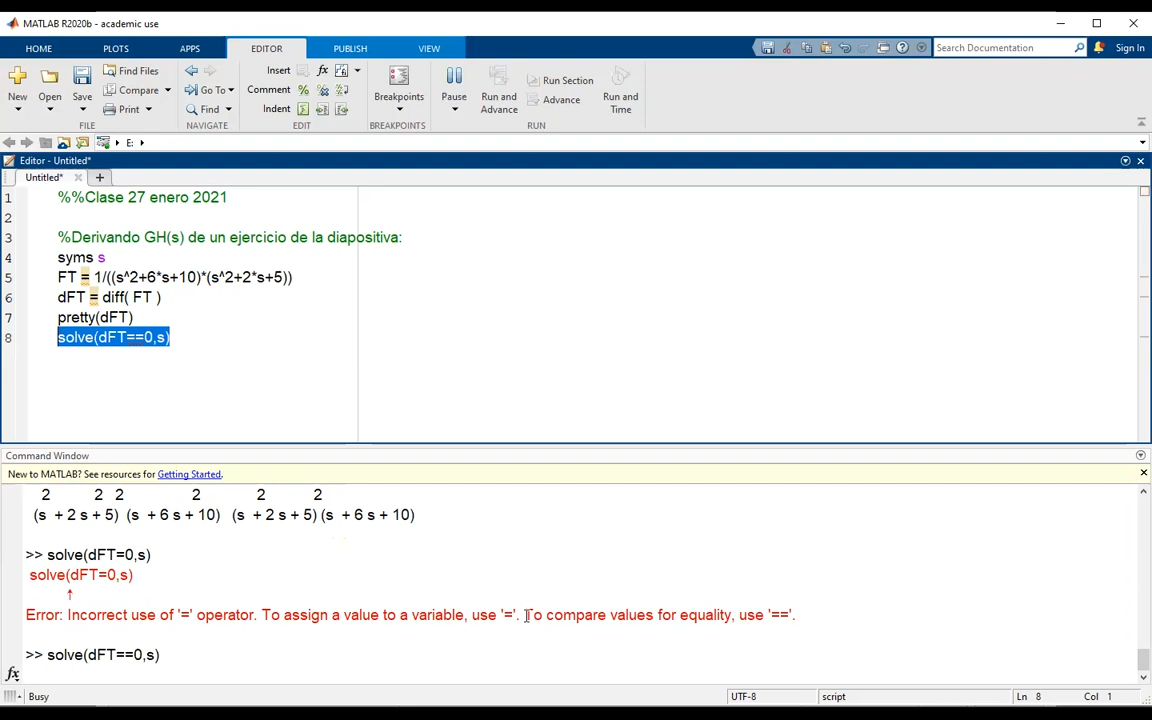 MATLAB R2020b - academic use
HOME PLOTS APPS EDITOR PUBLISH VIEW Search Documentation Sign In
New Open Save Find Files Compare Print
Go To Find
Insert fx Comment % Indent
Breakpoints Pause Run and Advance Run Section Advance Run and Time
FILE NAVIGATE EDIT BREAKPOINTS RUN
E:
Editor - Untitled*
Untitled* +
1 %%Clase 27 enero 2021
2
3 %Derivando GH(s) de un ejercicio de la diapositiva:
4 syms s
5 FT = 1/((s^2+6*s+10)*(s^2+2*s+5))
6 dFT = diff( FT )
7 pretty(dFT)
8 solve(dFT==0,s)
Command Window
New to MATLAB? See resources for Getting Started.
2 2 2 2 2 2
(s + 2 s + 5) (s + 6 s + 10) (s + 2 s + 5) (s + 6 s + 10)
>> solve(dFT=0,s)
solve(dFT=0,s)
↑
Error: Incorrect use of '=' operator. To assign a value to a variable, use '='. To compare values for equality, use '=='.
>> solve(dFT==0,s)
fx
Busy UTF-8 script Ln 8 Col 1